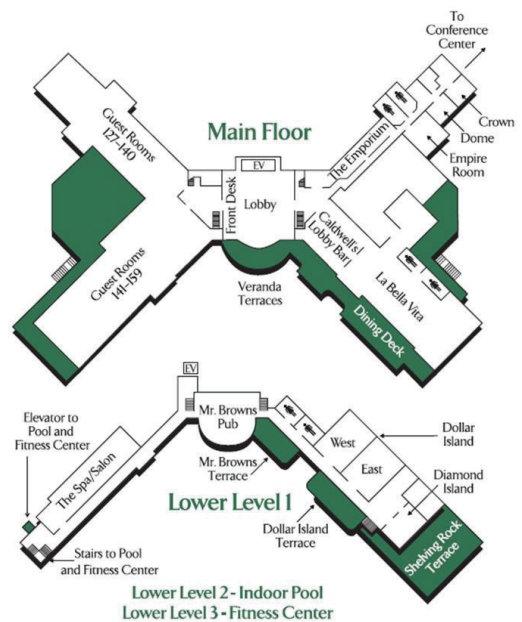 To
Conference
Center
Crown
Dome
Empire
Room
The Emporium
Guest Rooms
127-140
Main Floor
EV
Front Desk
Lobby
Caldwell's
Lobby Bar
La Bella Vita
Guest Rooms
141-159
Veranda
Terraces
Dining Deck
EV
Mr. Browns
Pub
Elevator to
Pool and
Fitness Center
The Spa/Salon
Mr. Browns
Terrace
West
East
Dollar
Island
Diamond
Island
Lower Level 1
Dollar Island
Terrace
Shelving Rock
Terrace
Stairs to Pool
and Fitness Center
Lower Level 2 - Indoor Pool
Lower Level 3 - Fitness Center